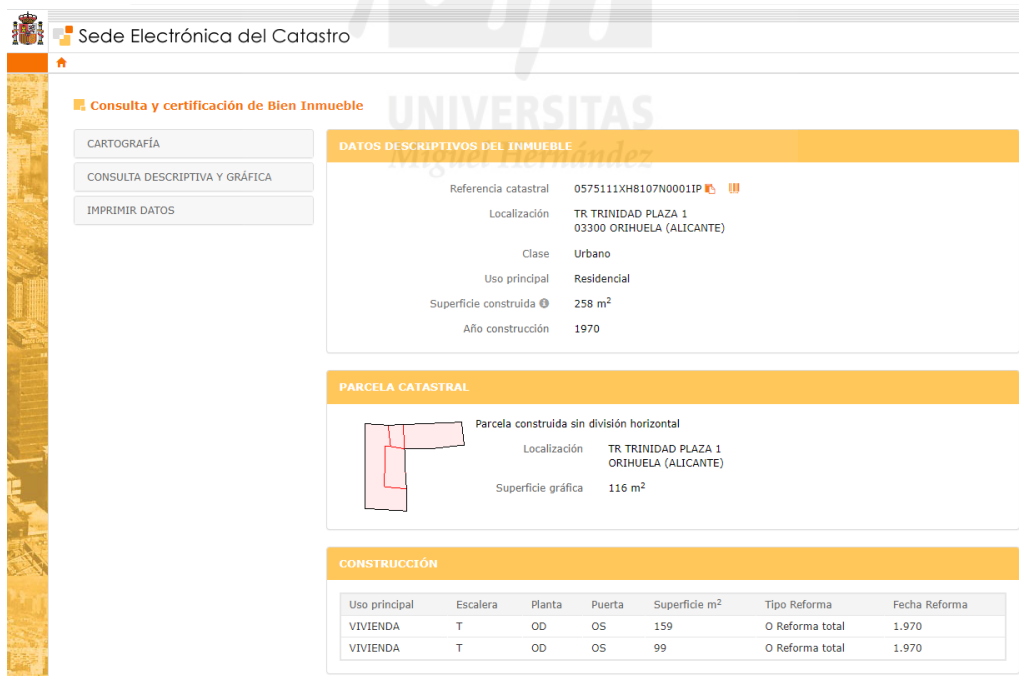 Sede Electrónica del Catastro
Consulta y certificación de Bien Inmueble
UNIVERSITAS
Miguel Hernández
CARTOGRAFÍA
CONSULTA DESCRIPTIVA Y GRÁFICA
IMPRIMIR DATOS
DATOS DESCRIPTIVOS DEL INMUEBLE
Referencia catastral 0575111XH8107N0001IP
Localización TR TRINIDAD PLAZA 1
03300 ORIHUELA (ALICANTE)
Clase Urbano
Uso principal Residencial
Superficie construida 258 m²
Año construcción 1970
PARCELA CATASTRAL
Parcela construida sin división horizontal
Localización TR TRINIDAD PLAZA 1
ORIHUELA (ALICANTE)
Superficie gráfica 116 m²
CONSTRUCCIÓN
Uso principal Escalera Planta Puerta Superficie m² Tipo Reforma Fecha Reforma
VIVIENDA T OD OS 159 O Reforma total 1.970
VIVIENDA T OD OS 99 O Reforma total 1.970